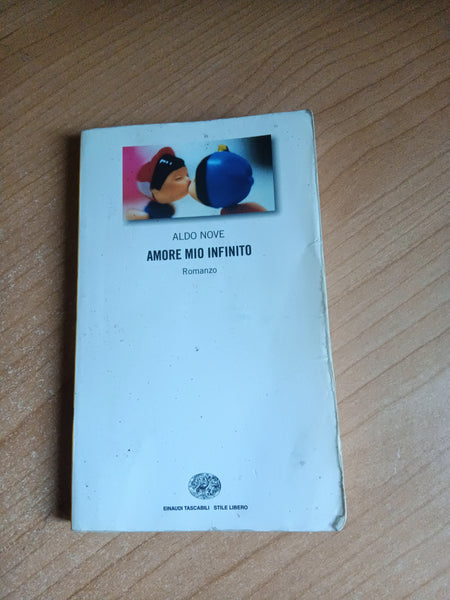 ALDO NOVE
AMORE MIO INFINITO
Romanzo
EINAUDI TASCABILI STILE LIBERO